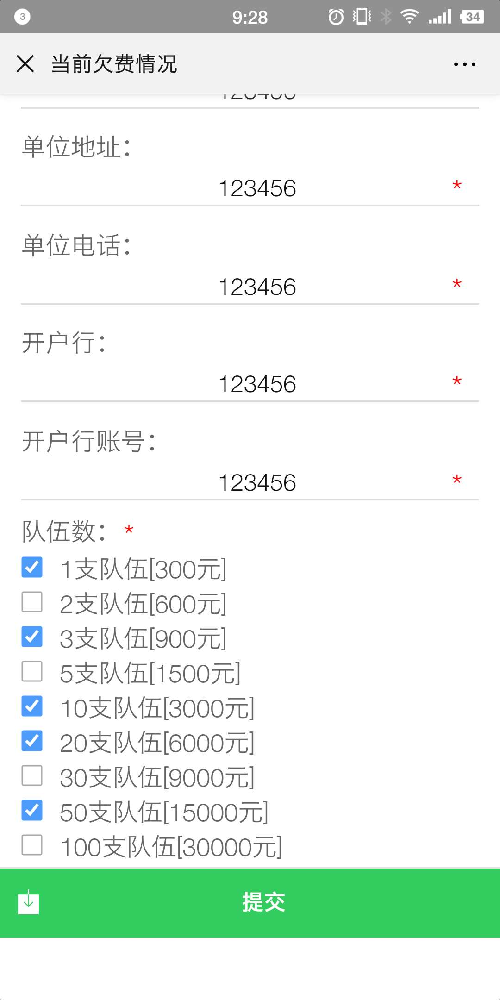 3
9:28
34
当前欠费情况
123456
单位地址：
123456 *
单位电话：
123456 *
开户行：
123456 *
开户行账号：
123456 *
队伍数： *
1支队伍[300元]
2支队伍[600元]
3支队伍[900元]
5支队伍[1500元]
10支队伍[3000元]
20支队伍[6000元]
30支队伍[9000元]
50支队伍[15000元]
100支队伍[30000元]
提交